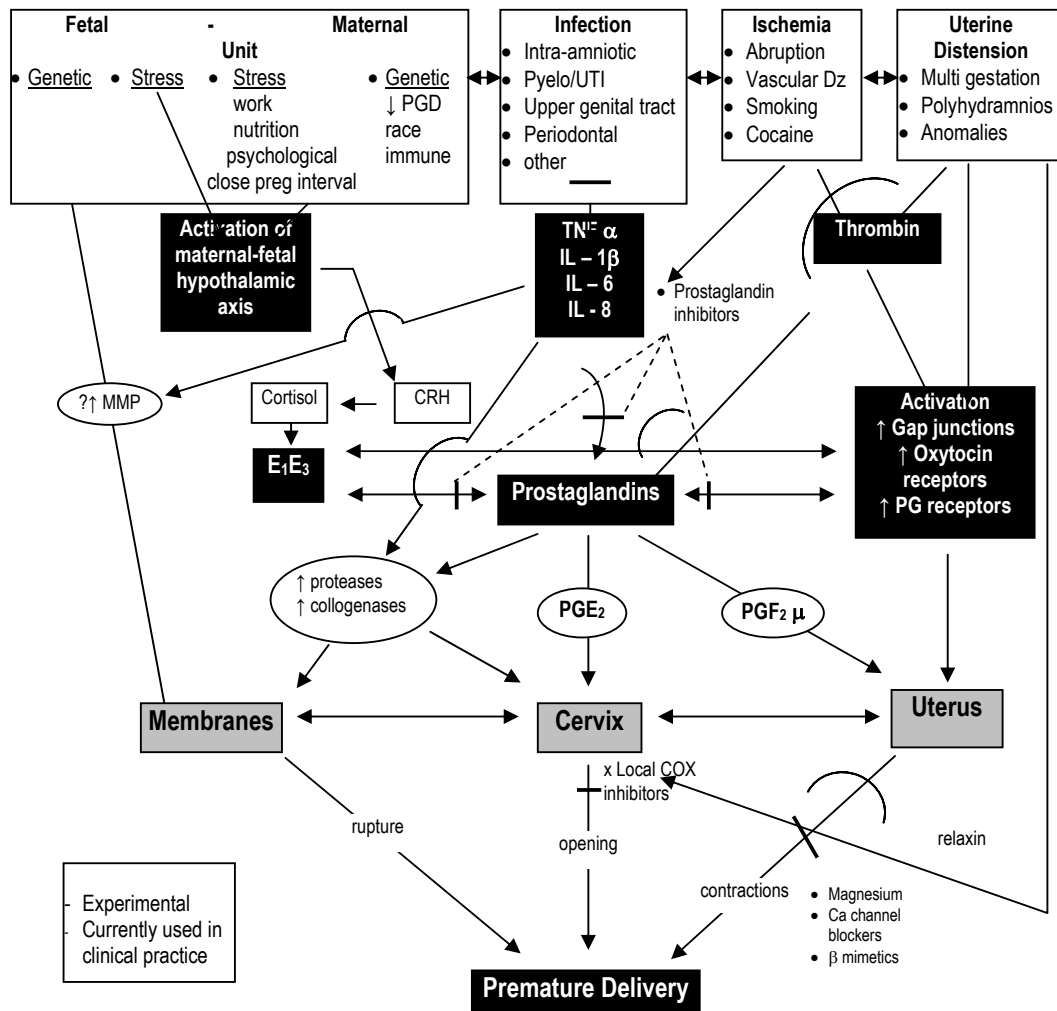 Fetal - Maternal
Unit
• Genetic
• Stress
• Stress
work
nutrition
psychological
close preg interval
• Genetic
↓ PGD
race
immune
Infection
• Intra-amniotic
• Pyelo/UTI
• Upper genital tract
• Periodontal
• other
Ischemia
• Abruption
• Vascular Dz
• Smoking
• Cocaine
Uterine
Distension
• Multi gestation
• Polyhydramnios
• Anomalies
Activation of
maternal-fetal
hypothalamic
axis
TNF α
IL – 1β
IL – 6
IL - 8
Thrombin
• Prostaglandin
inhibitors
?↑ MMP
Cortisol
CRH
E1E3
Prostaglandins
Activation
↑ Gap junctions
↑ Oxytocin
receptors
↑ PG receptors
↑ proteases
↑ collogenases
PGE2
PGF2 μ
Membranes
Cervix
Uterus
x Local COX
inhibitors
rupture
opening
contractions
relaxin
• Magnesium
• Ca channel
blockers
• β mimetics
- Experimental
- Currently used in
clinical practice
Premature Delivery